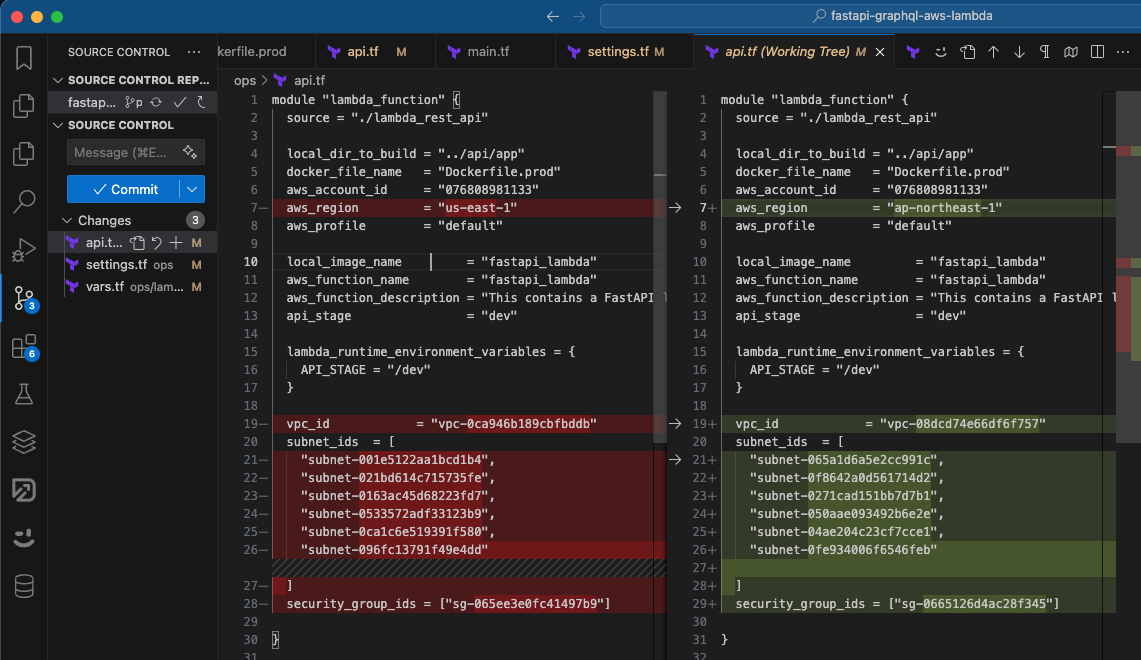 fastapi-graphql-aws-lambda
SOURCE CONTROL
kerfile.prod
api.tf M
main.tf
settings.tf M
api.tf (Working Tree) M
SOURCE CONTROL REP...
fastap... p
SOURCE CONTROL
Message (⌘E...
Commit
Changes 3
api.t... M
settings.tf ops M
vars.tf ops/lam... M
3
6
ops > api.tf
1 module "lambda_function" {
2 source = "./lambda_rest_api"
3
4 local_dir_to_build = "../api/app"
5 docker_file_name = "Dockerfile.prod"
6 aws_account_id = "076808981133"
7— aws_region = "us-east-1"
8 aws_profile = "default"
9
10 local_image_name = "fastapi_lambda"
11 aws_function_name = "fastapi_lambda"
12 aws_function_description = "This contains a FastAPI l
13 api_stage = "dev"
14
15 lambda_runtime_environment_variables = {
16 API_STAGE = "/dev"
17 }
18
19— vpc_id = "vpc-0ca946b189cbfbddb"
20 subnet_ids = [
21— "subnet-001e5122aa1bcd1b4",
22— "subnet-021bd614c715735fe",
23— "subnet-0163ac45d68223fd7",
24— "subnet-0533572adf33123b9",
25— "subnet-0ca1c6e519391f580",
26— "subnet-096fc13791f49e4dd"
27— ]
28— security_group_ids = ["sg-065ee3e0fc41497b9"]
29
30 }
31
1 module "lambda_function" {
2 source = "./lambda_rest_api"
3
4 local_dir_to_build = "../api/app"
5 docker_file_name = "Dockerfile.prod"
6 aws_account_id = "076808981133"
7+ aws_region = "ap-northeast-1"
8 aws_profile = "default"
9
10 local_image_name = "fastapi_lambda"
11 aws_function_name = "fastapi_lambda"
12 aws_function_description = "This contains a FastAPI l
13 api_stage = "dev"
14
15 lambda_runtime_environment_variables = {
16 API_STAGE = "/dev"
17 }
18
19+ vpc_id = "vpc-08dcd74e66df6f757"
20 subnet_ids = [
21+ "subnet-065a1d6a5e2cc991c",
22+ "subnet-0f8642a0d561714d2",
23+ "subnet-0271cad151bb7d7b1",
24+ "subnet-050aae093492b6e2e",
25+ "subnet-04ae204c23cf7cce1",
26+ "subnet-0fe934006f6546feb"
27+
28+ ]
29+ security_group_ids = ["sg-0665126d4ac28f345"]
30
31 }
32